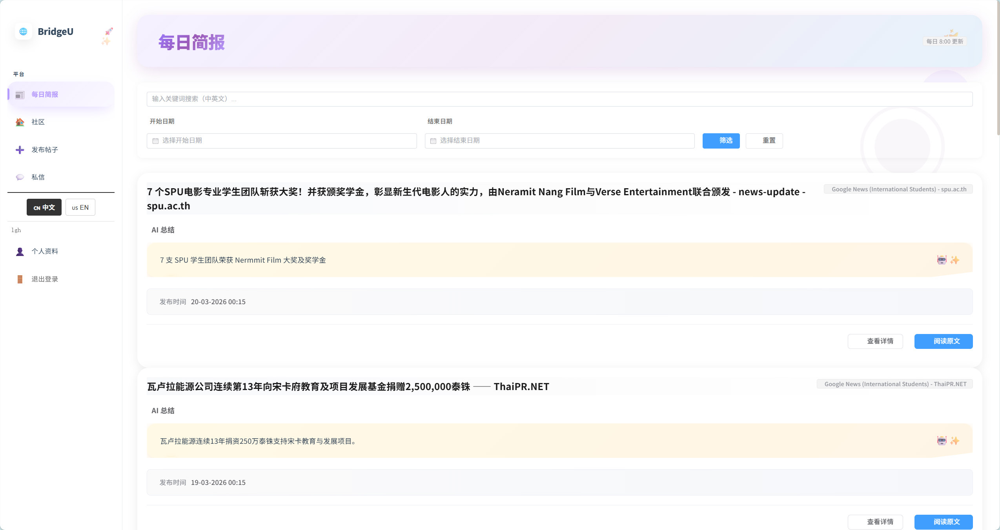 BridgeU
平台
每日简报
社区
发布帖子
私信
CN 中文
us EN
lgh
个人资料
退出登录
每日简报
每日 8:00 更新
输入关键词搜索（中英文）...
开始日期
结束日期
选择开始日期
选择结束日期
筛选
重置
7 个SPU电影专业学生团队斩获大奖！并获颁奖学金，彰显新生代电影人的实力，由Neramit Nang Film与Verse Entertainment联合颁发 - news-update -
spu.ac.th
Google News (International Students) - spu.ac.th
AI 总结
7 支 SPU 学生团队荣获 Nermmit Film 大奖及奖学金
发布时间 20-03-2026 00:15
查看详情
阅读原文
瓦卢拉能源公司连续第13年向宋卡府教育及项目发展基金捐赠2,500,000泰铢 —— ThaiPR.NET
Google News (International Students) - ThaiPR.NET
AI 总结
瓦卢拉能源连续13年捐资250万泰铢支持宋卡教育与发展项目。
发布时间 19-03-2026 00:15
查看详情
阅读原文